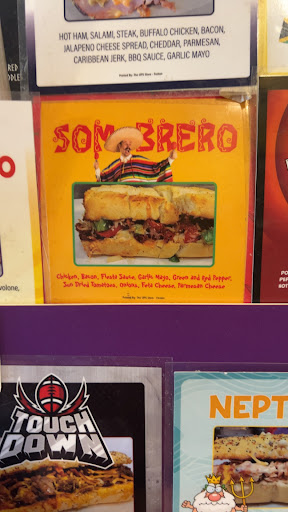 HOT HAM, SALAMI, STEAK, BUFFALO CHICKEN, BACON,
JALAPENO CHEESE SPREAD, CHEDDAR, PARMESAN,
CARIBBEAN JERK, BBQ SAUCE, GARLIC MAYO
RED
SOMBRERO
Chicken, Bacon, Fiesta Sauce, Garlic Mayo, Green and Red Pepper,
Sun Dried Tomatoes, Onions, Feta Cheese, Parmesan Cheese
TOUCH
DOWN
NEPT